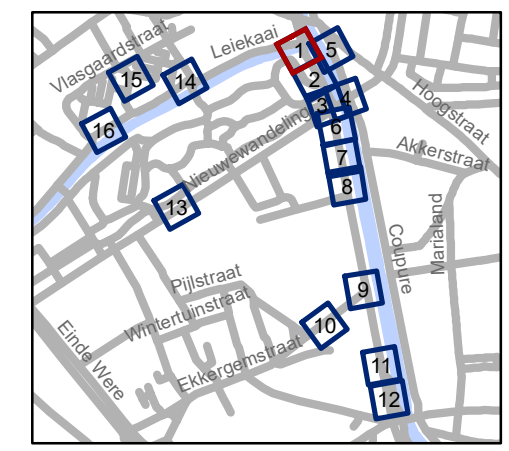 Vlasgaardstraat
Leiekaai
1
5
15
14
2
3
4
Hoogstraat
16
Nieuwewandeling
6
Akkerstraat
7
8
13
Marialand
Coupure
Pijlstraat
9
Wintertuinstraat
10
Einde Were
Ekkergemstraat
11
12